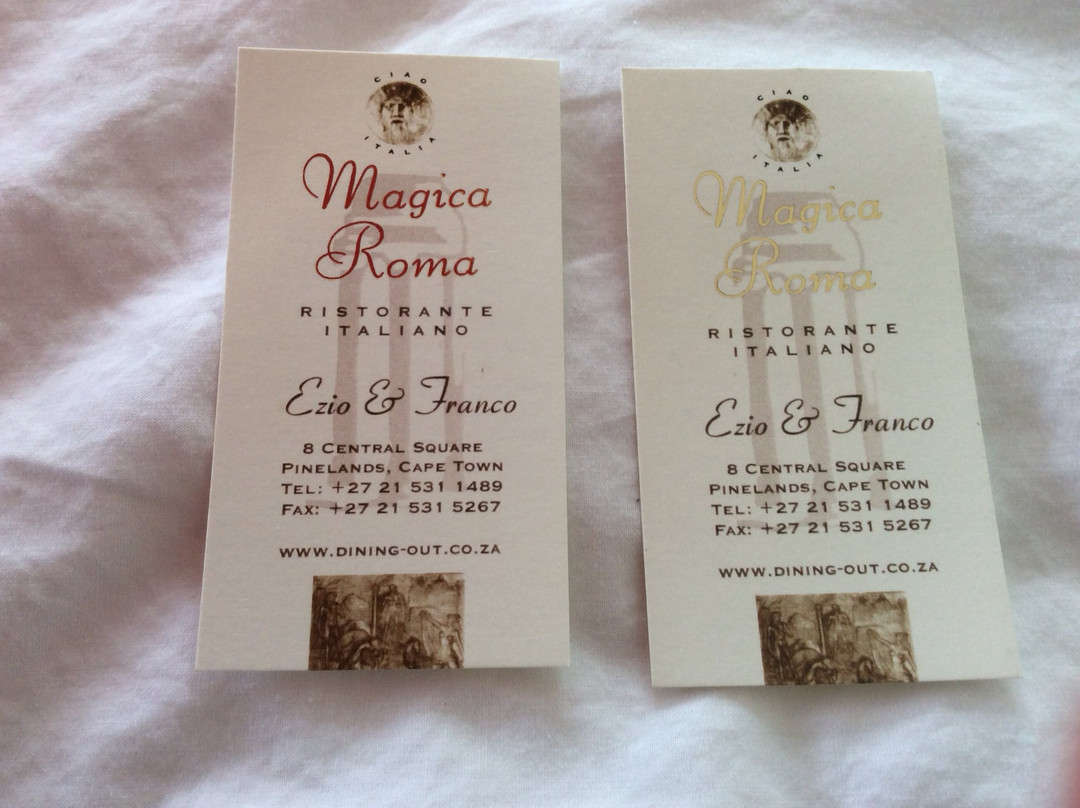 CIAO
ITALIA
Magica
Roma
RISTORANTE
ITALIANO
Ezio & Franco
8 CENTRAL SQUARE
PINELANDS, CAPE TOWN
TEL: +27 21 531 1489
FAX: +27 21 531 5267
WWW.DINING-OUT.CO.ZA
CIAO
ITALIA
Magica
Roma
RISTORANTE
ITALIANO
Ezio & Franco
8 CENTRAL SQUARE
PINELANDS, CAPE TOWN
TEL: +27 21 531 1489
FAX: +27 21 531 5267
WWW.DINING-OUT.CO.ZA